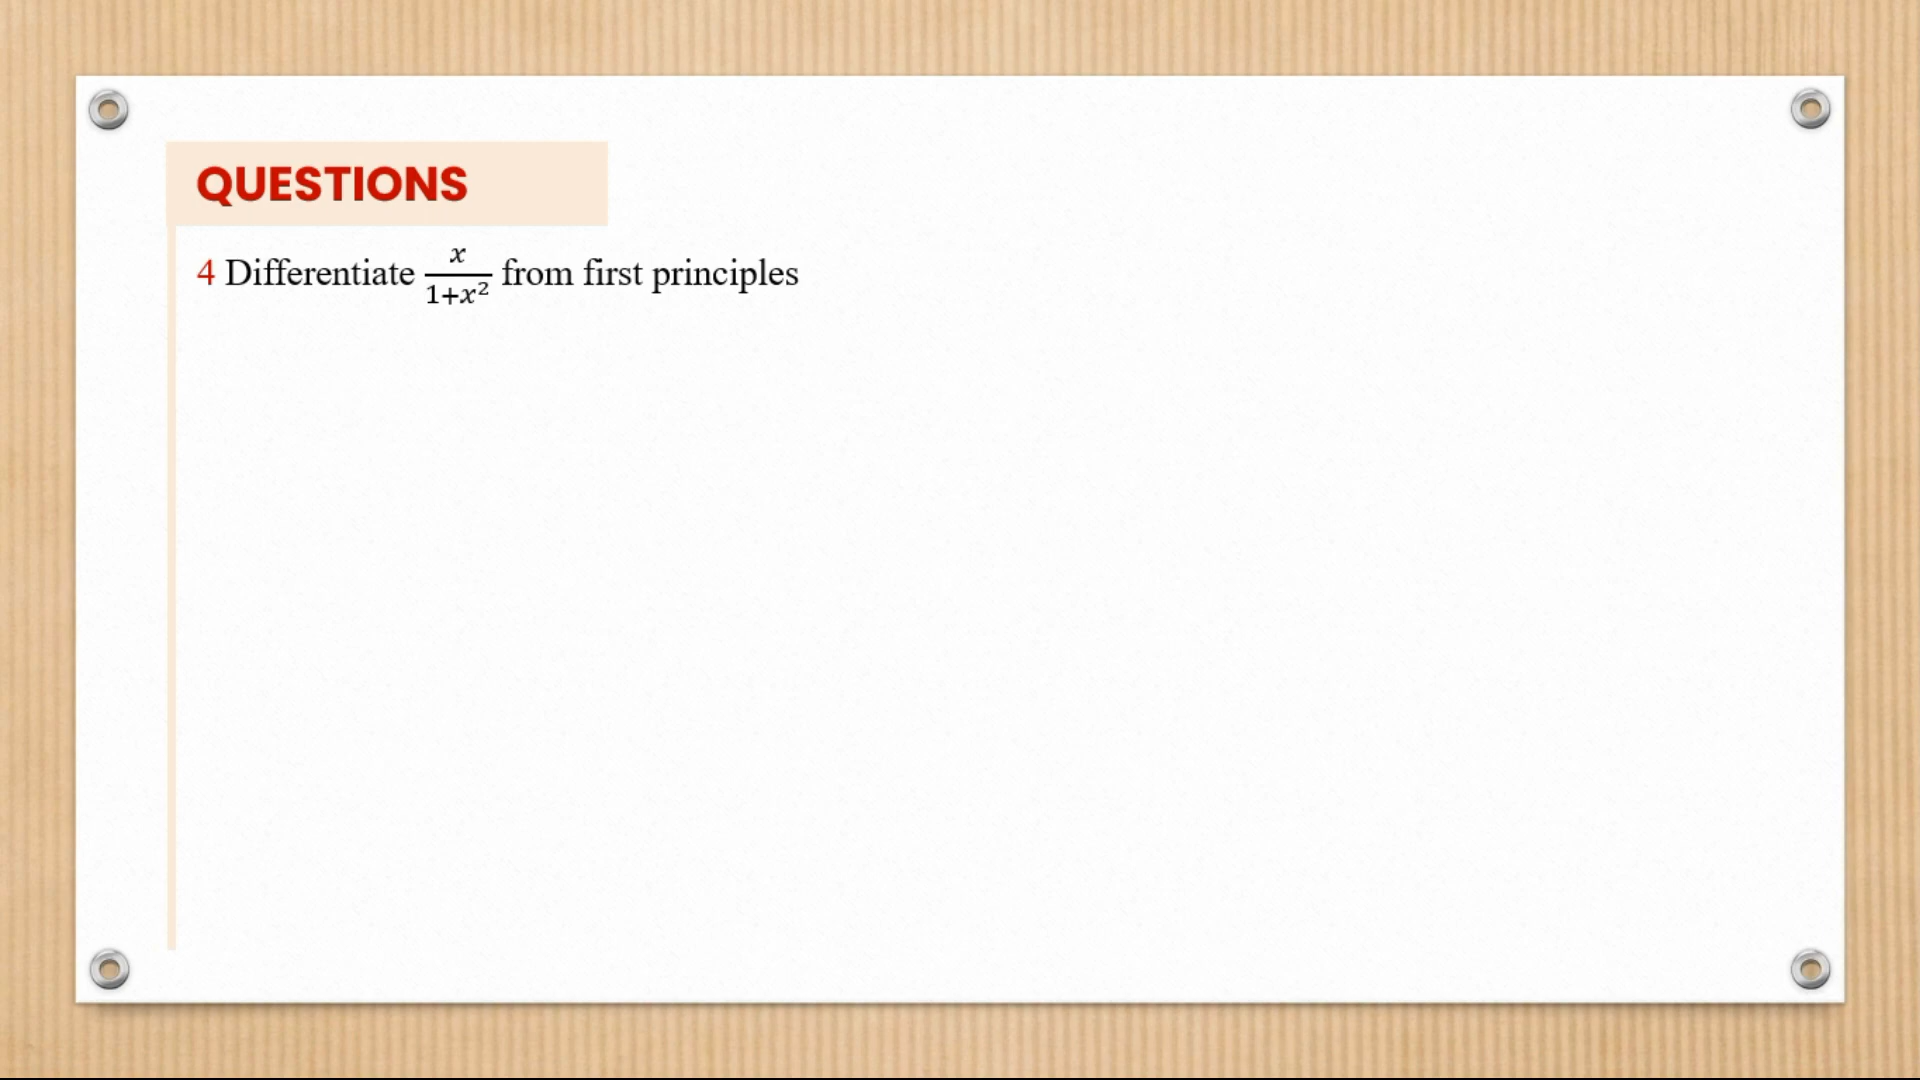 QUESTIONS
4 Differentiate x/(1+x²) from first principles